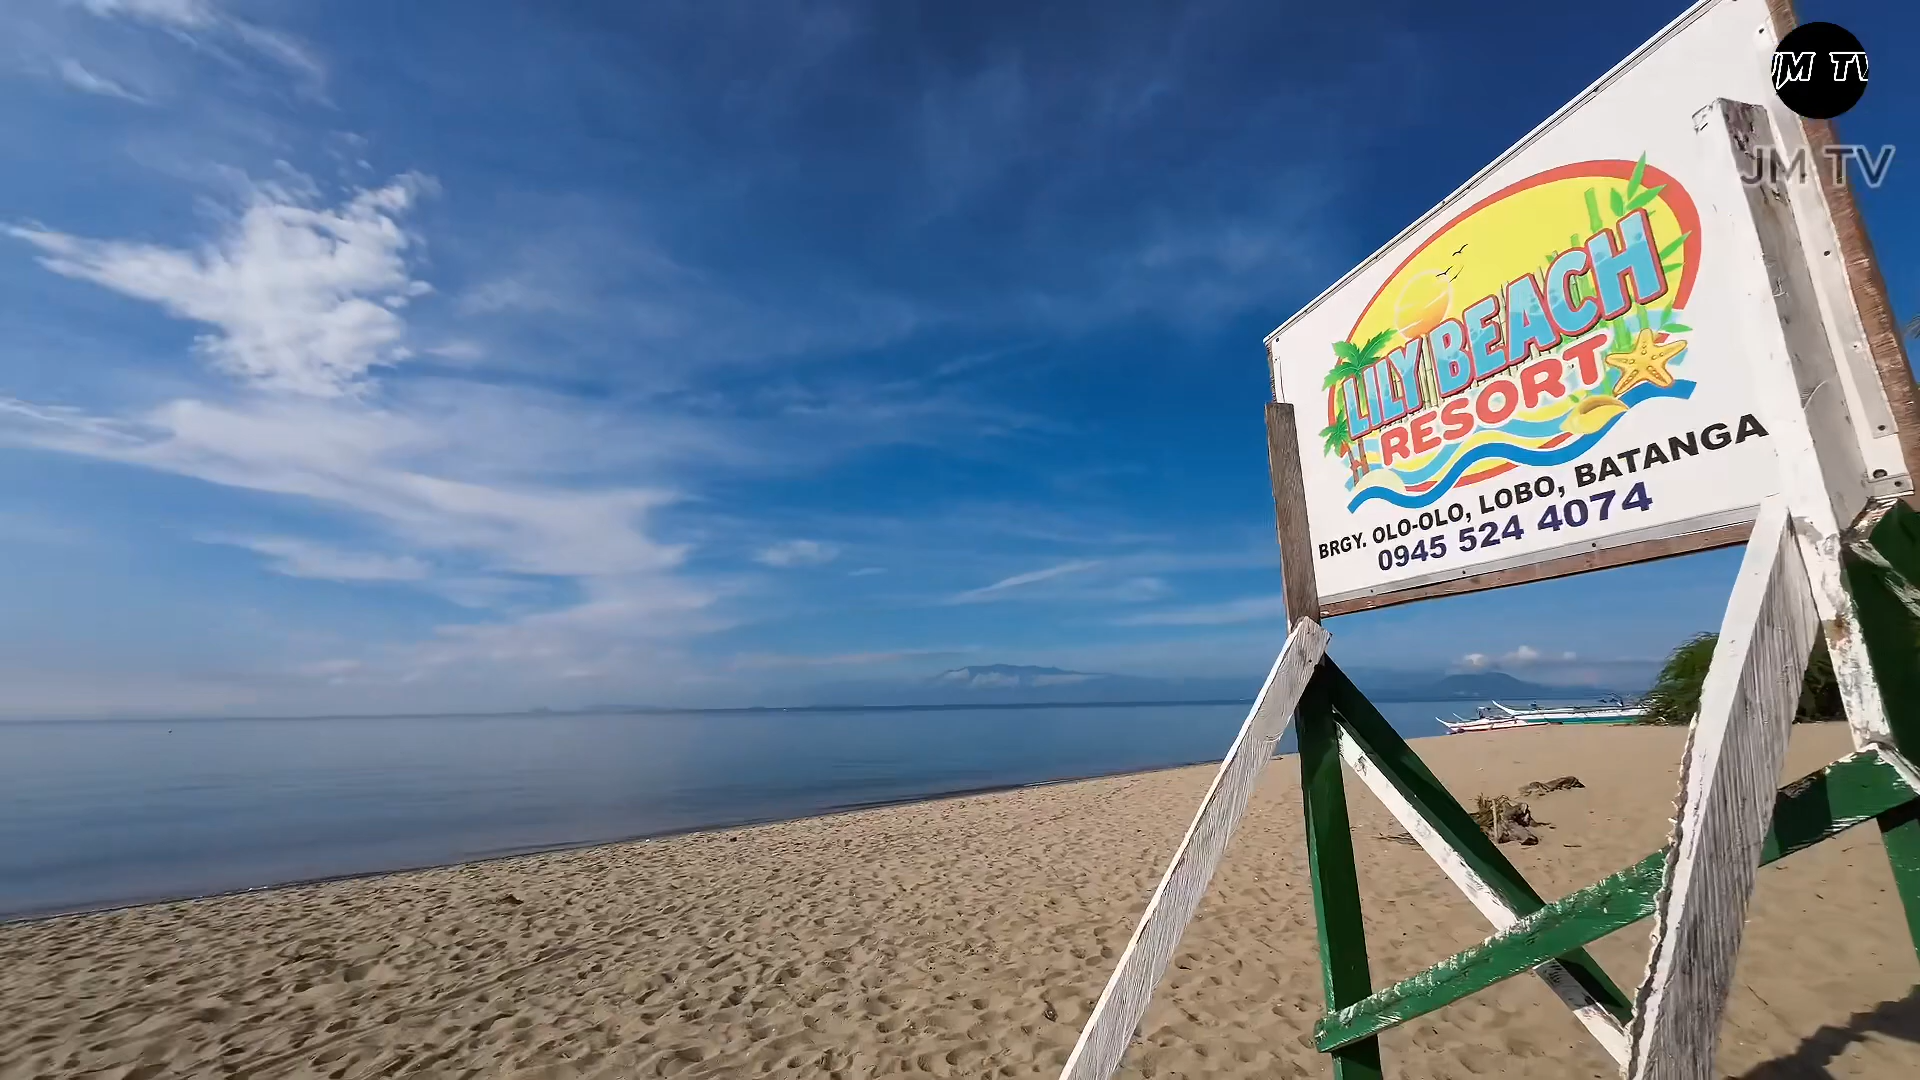 JM TV
JM TV
LILY BEACH
RESORT
BRGY. OLO-OLO, LOBO, BATANGA
0945 524 4074